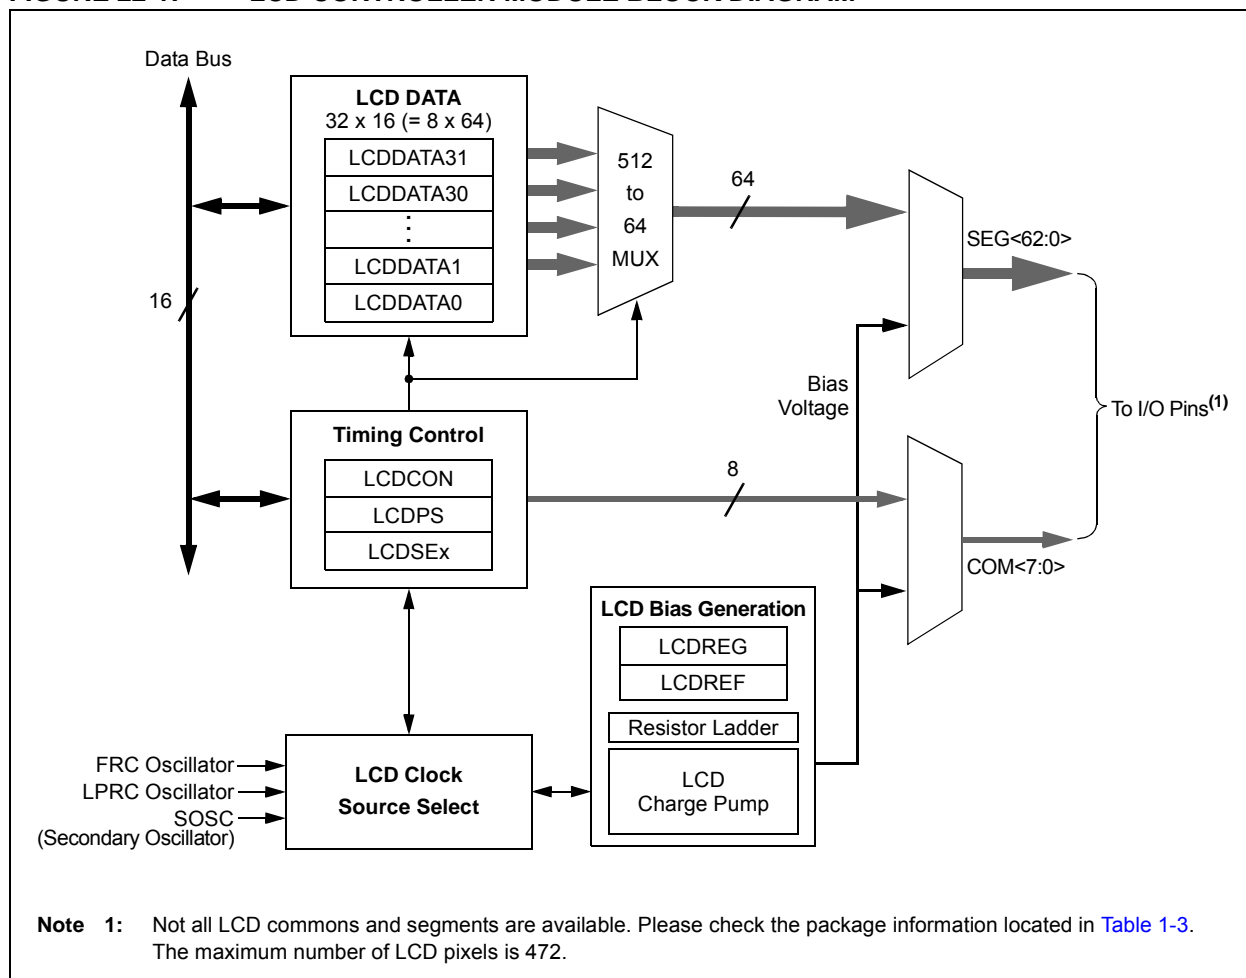 Data Bus
LCD DATA
32 x 16 (= 8 x 64)
LCDDATA31
LCDDATA30
⋮
LCDDATA1
LCDDATA0
512
to
64
MUX
64
SEG<62:0>
16
Bias
Voltage
To I/O Pins(1)
Timing Control
LCDCON
LCDPS
LCDSEx
8
COM<7:0>
LCD Bias Generation
LCDREG
LCDREF
Resistor Ladder
LCD
Charge Pump
FRC Oscillator
LPRC Oscillator
SOSC
(Secondary Oscillator)
LCD Clock
Source Select
Note 1: Not all LCD commons and segments are available. Please check the package information located in Table 1-3.
The maximum number of LCD pixels is 472.